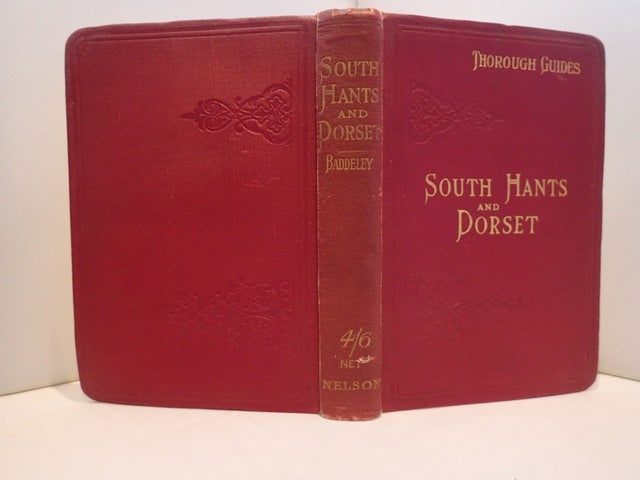 SOUTH
HANTS
AND
DORSET
BADDELEY
4/6
NET
NELSON
THOROUGH GUIDES
SOUTH HANTS
AND
DORSET